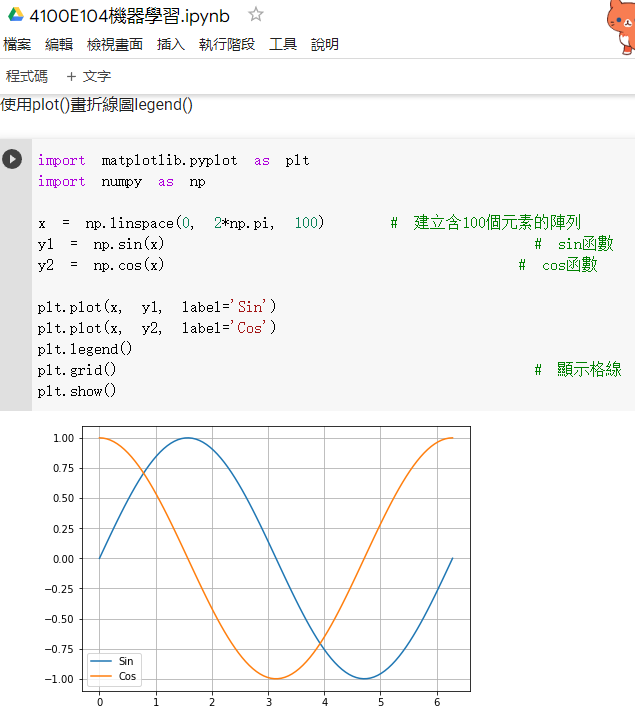 4100E104機器學習.ipynb
檔案 編輯 檢視畫面 插入 執行階段 工具 說明
程式碼 + 文字
使用plot()畫折線圖legend()
import matplotlib.pyplot as plt
import numpy as np
x = np.linspace(0, 2*np.pi, 100) # 建立含100個元素的陣列
y1 = np.sin(x) # sin函數
y2 = np.cos(x) # cos函數
plt.plot(x, y1, label='Sin')
plt.plot(x, y2, label='Cos')
plt.legend()
plt.grid() # 顯示格線
plt.show()
1.00
0.75
0.50
0.25
0.00
−0.25
−0.50
−0.75
−1.00
Sin
Cos
0 1 2 3 4 5 6